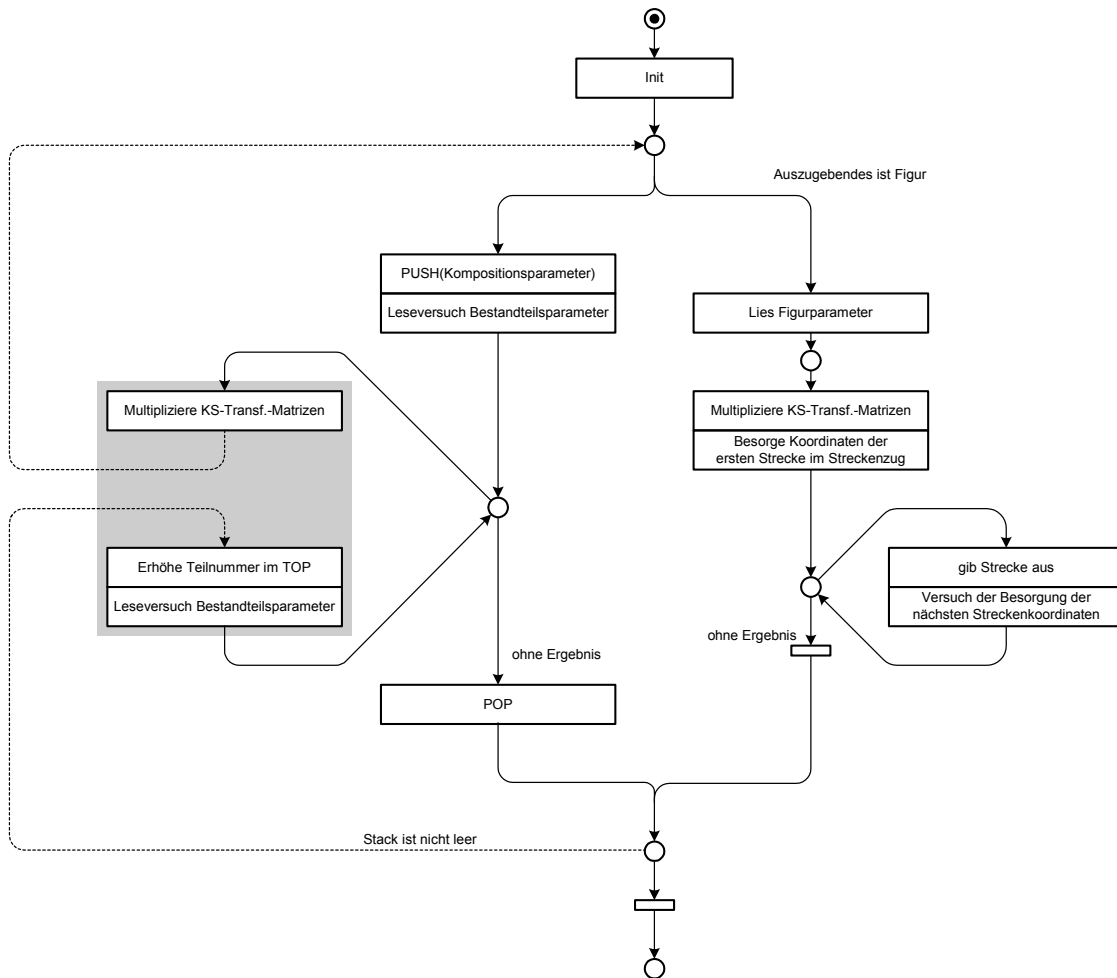 Init
Auszugebendes ist Figur
PUSH(Kompositionsparameter)
Leseversuch Bestandteilsparameter
Lies Figurparameter
Multipliziere KS-Transf.-Matrizen
Multipliziere KS-Transf.-Matrizen
Besorge Koordinaten der
ersten Strecke im Streckenzug
Erhöhe Teilnummer im TOP
Leseversuch Bestandteilsparameter
gib Strecke aus
Versuch der Besorgung der
nächsten Streckenkoordinaten
ohne Ergebnis
ohne Ergebnis
POP
Stack ist nicht leer